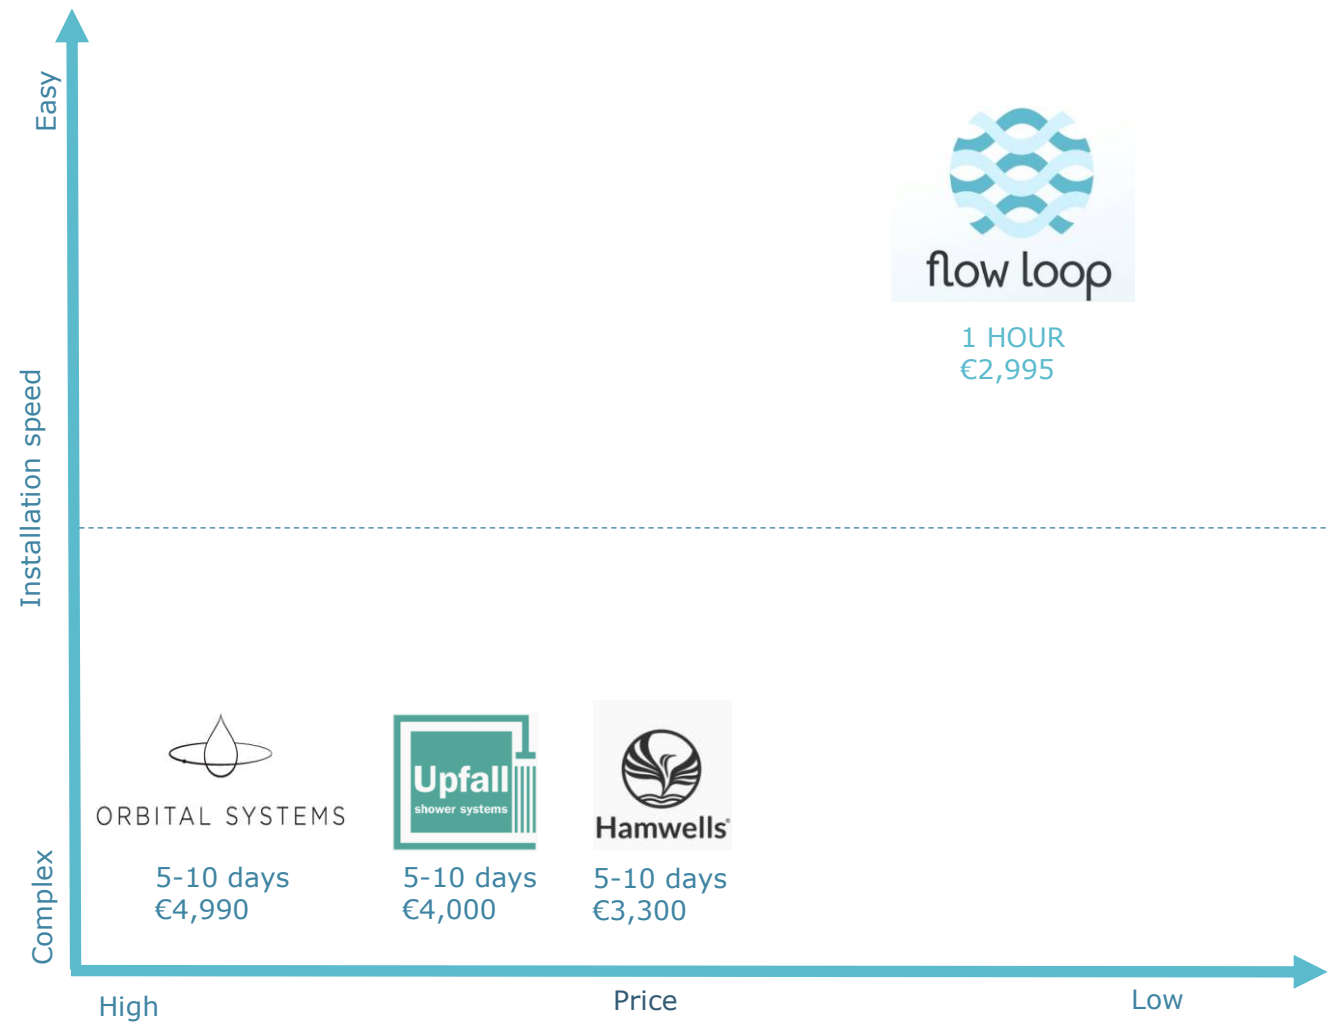 Easy
flow loop
1 HOUR
€2,995
Installation speed
ORBITAL SYSTEMS
5-10 days
€4,990
Upfall
shower systems
5-10 days
€4,000
Hamwells®
5-10 days
€3,300
Complex
High
Price
Low